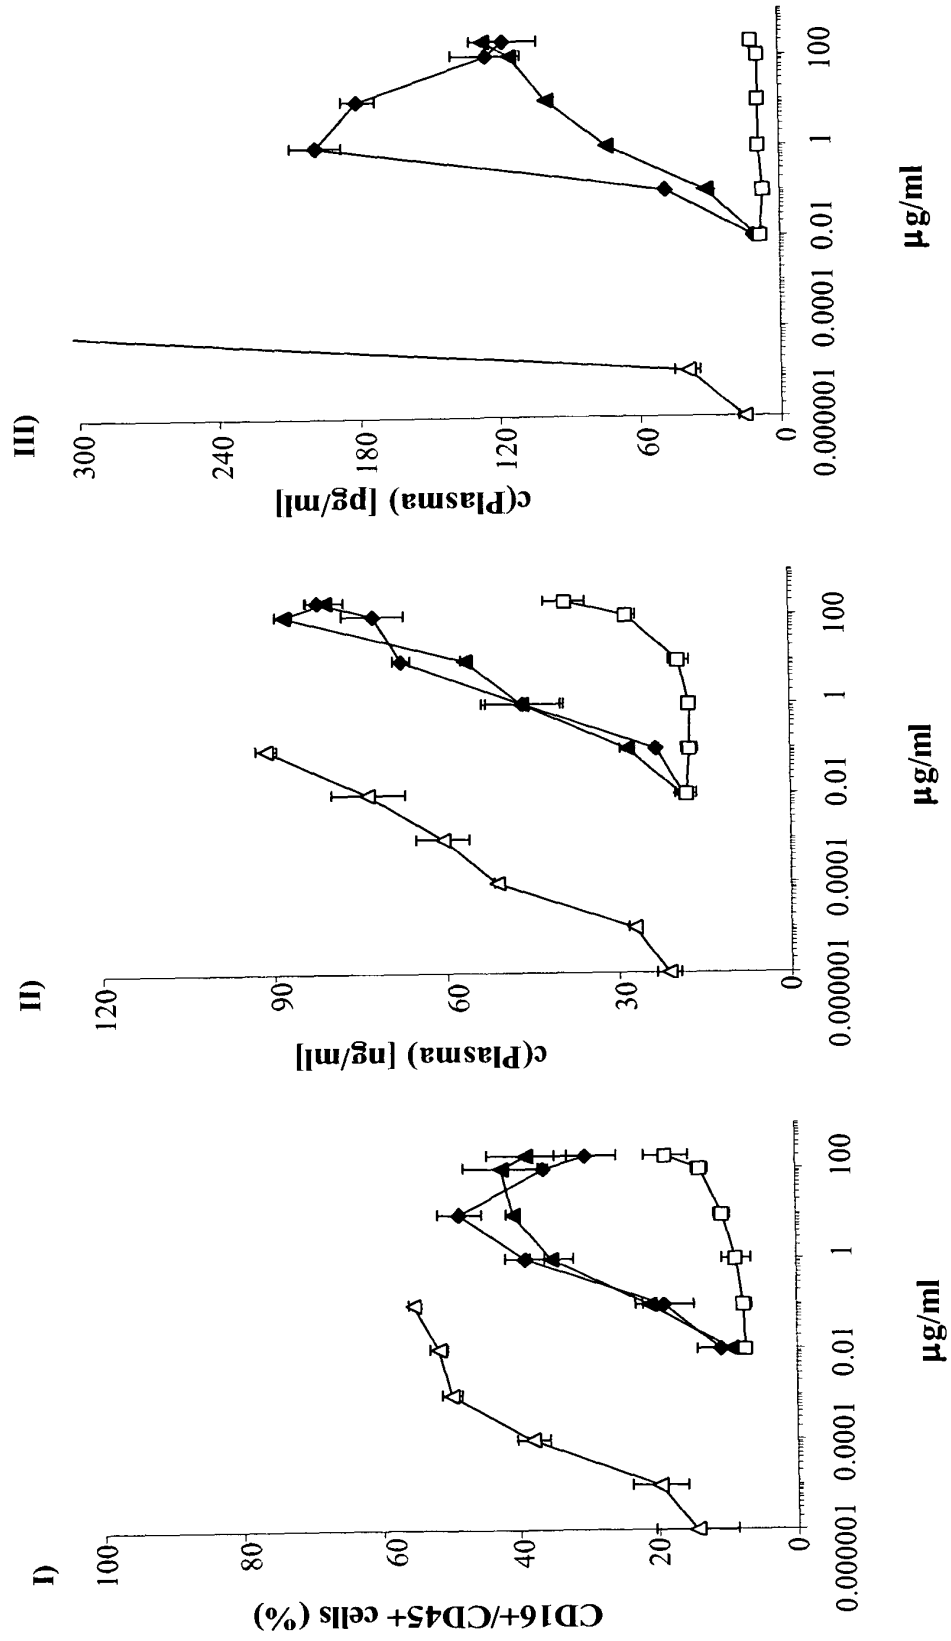 I)
CD16+/CD45+ cells (%)
100
80
60
40
20
0
0.000001 0.0001 0.01 1 100
µg/ml
II)
c(Plasma) [ng/ml]
120
90
60
30
0
0.000001 0.0001 0.01 1 100
µg/ml
III)
c(Plasma) [pg/ml]
300
240
180
120
60
0
0.000001 0.0001 0.01 1 100
µg/ml